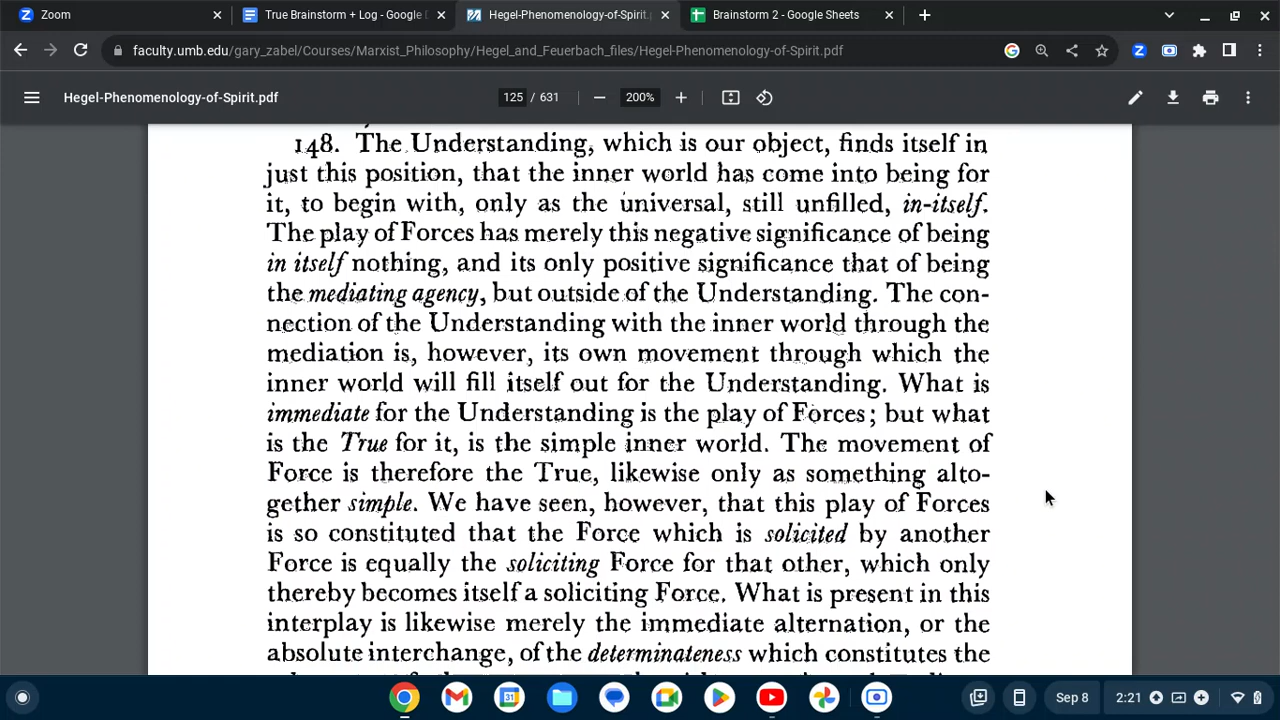 Zoom
True Brainstorm + Log - Google D
Hegel-Phenomenology-of-Spirit.p
Brainstorm 2 - Google Sheets
faculty.umb.edu/gary_zabel/Courses/Marxist_Philosophy/Hegel_and_Feuerbach_files/Hegel-Phenomenology-of-Spirit.pdf
Hegel-Phenomenology-of-Spirit.pdf
125 / 631
200%
148. The Understanding, which is our object, finds itself in
just this position, that the inner world has come into being for
it, to begin with, only as the universal, still unfilled, in-itself.
The play of Forces has merely this negative significance of being
in itself nothing, and its only positive significance that of being
the mediating agency, but outside of the Understanding. The con-
nection of the Understanding with the inner world through the
mediation is, however, its own movement through which the
inner world will fill itself out for the Understanding. What is
immediate for the Understanding is the play of Forces; but what
is the True for it, is the simple inner world. The movement of
Force is therefore the True, likewise only as something alto-
gether simple. We have seen, however, that this play of Forces
is so constituted that the Force which is solicited by another
Force is equally the soliciting Force for that other, which only
thereby becomes itself a soliciting Force. What is present in this
interplay is likewise merely the immediate alternation, or the
absolute interchange, of the determinateness which constitutes the
Sep 8
2:21